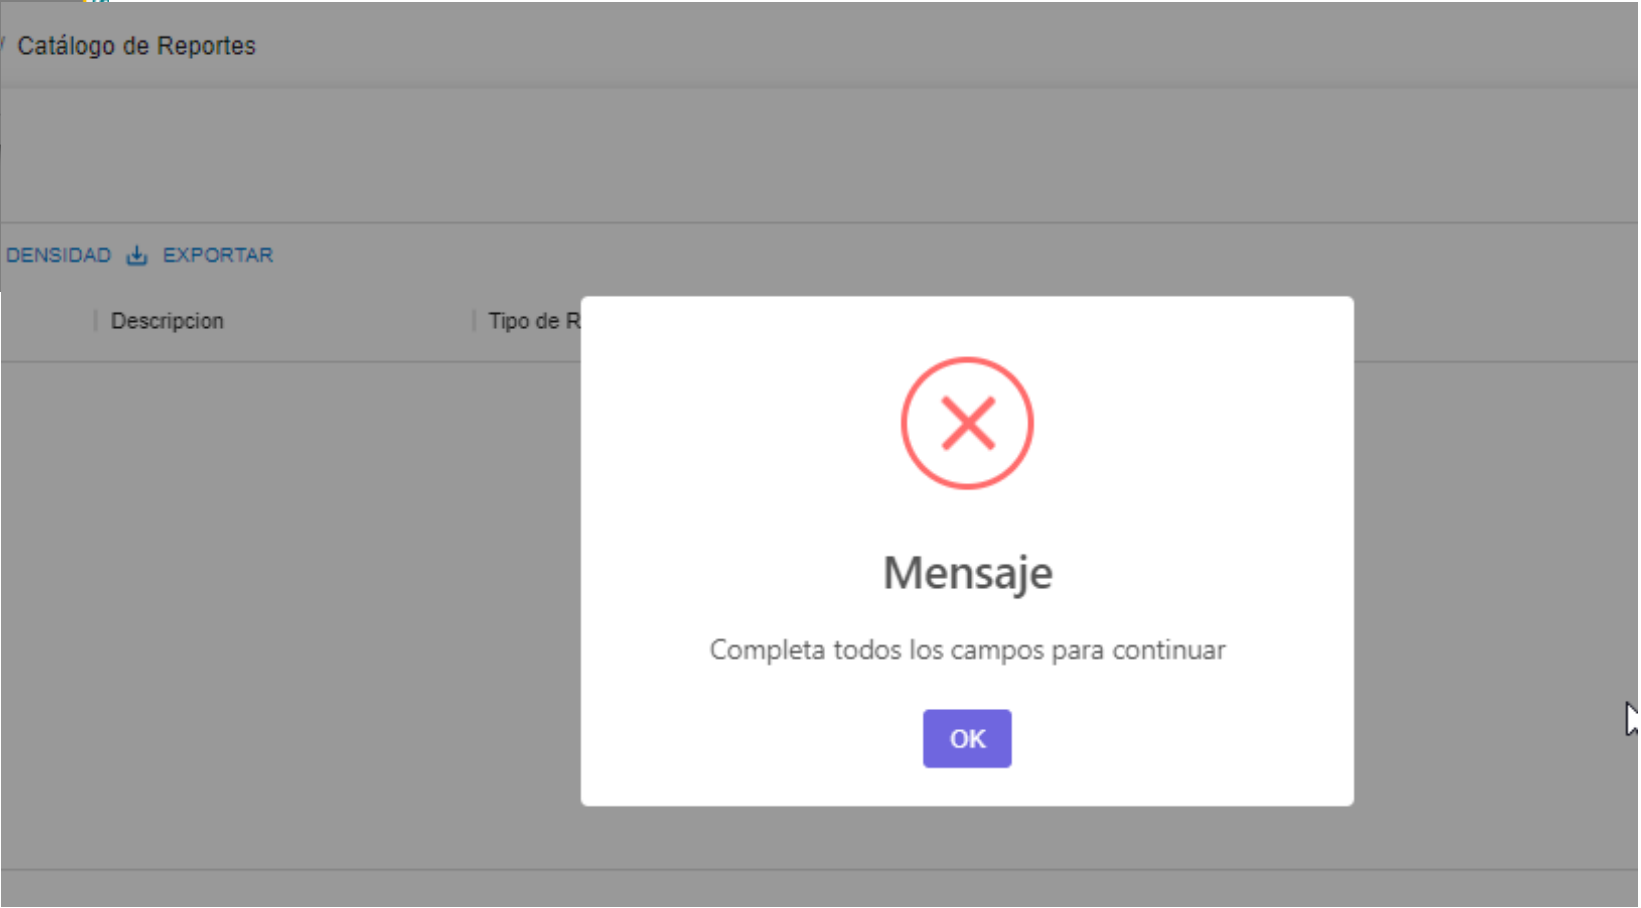 / Catálogo de Reportes
DENSIDAD EXPORTAR
Descripcion Tipo de R
Mensaje
Completa todos los campos para continuar
OK